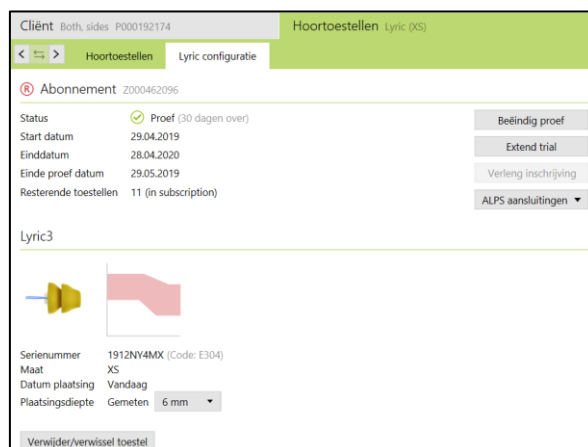 Cliënt Both, sides P000192174
Hoortoestellen Lyric (XS)
< ⇆ > Hoortoestellen Lyric configuratie
® Abonnement Z000462096
Status Proef (30 dagen over) Beëindig proef
Start datum 29.04.2019
Einddatum 28.04.2020 Extend trial
Einde proef datum 29.05.2019 Verleng inschrijving
Resterende toestellen 11 (in subscription) ALPS aansluitingen
Lyric3
Serienummer 1912NY4MX (Code: E304)
Maat XS
Datum plaatsing Vandaag
Plaatsingsdiepte Gemeten 6 mm
Verwijder/verwissel toestel